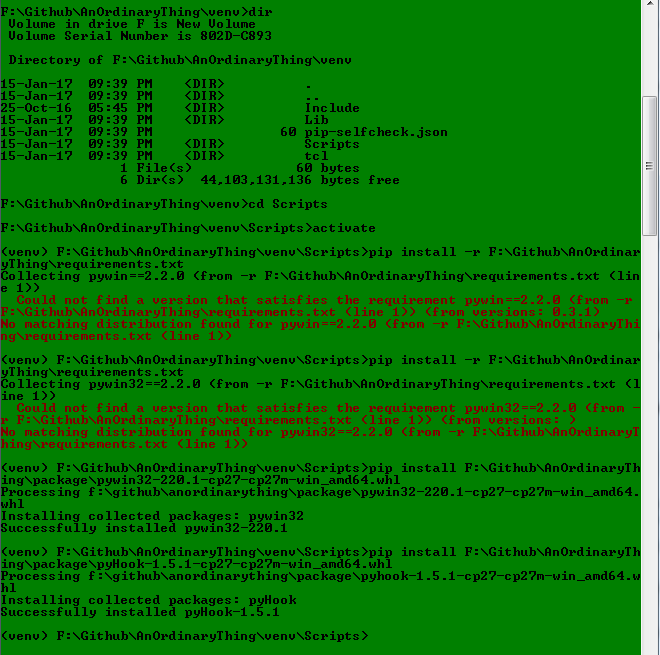 F:\Github\AnOrdinaryThing\venv>dir
 Volume in drive F is New Volume
 Volume Serial Number is 802D-C893
 Directory of F:\Github\AnOrdinaryThing\venv
15-Jan-17  09:39 PM    <DIR>          .
15-Jan-17  09:39 PM    <DIR>          ..
25-Oct-16  05:45 PM    <DIR>          Include
15-Jan-17  09:39 PM    <DIR>          Lib
15-Jan-17  09:39 PM                60 pip-selfcheck.json
15-Jan-17  09:39 PM    <DIR>          Scripts
15-Jan-17  09:39 PM    <DIR>          tcl
               1 File(s)             60 bytes
               6 Dir(s)  44,103,131,136 bytes free
F:\Github\AnOrdinaryThing\venv>cd Scripts
F:\Github\AnOrdinaryThing\venv\Scripts>activate
(venv) F:\Github\AnOrdinaryThing\venv\Scripts>pip install -r F:\Github\AnOrdinar
yThing\requirements.txt
Collecting pywin==2.2.0 (from -r F:\Github\AnOrdinaryThing\requirements.txt (lin
e 1))
  Could not find a version that satisfies the requirement pywin==2.2.0 (from -r
F:\Github\AnOrdinaryThing\requirements.txt (line 1)) (from versions: 0.3.1)
No matching distribution found for pywin==2.2.0 (from -r F:\Github\AnOrdinaryThi
ng\requirements.txt (line 1))
(venv) F:\Github\AnOrdinaryThing\venv\Scripts>pip install -r F:\Github\AnOrdinar
yThing\requirements.txt
Collecting pywin32==2.2.0 (from -r F:\Github\AnOrdinaryThing\requirements.txt (l
ine 1))
  Could not find a version that satisfies the requirement pywin32==2.2.0 (from -
r F:\Github\AnOrdinaryThing\requirements.txt (line 1)) (from versions: )
No matching distribution found for pywin32==2.2.0 (from -r F:\Github\AnOrdinaryT
hing\requirements.txt (line 1))
(venv) F:\Github\AnOrdinaryThing\venv\Scripts>pip install F:\Github\AnOrdinaryTh
ing\package\pywin32-220.1-cp27-cp27m-win_amd64.whl
Processing f:\github\anordinarything\package\pywin32-220.1-cp27-cp27m-win_amd64.
whl
Installing collected packages: pywin32
Successfully installed pywin32-220.1
(venv) F:\Github\AnOrdinaryThing\venv\Scripts>pip install F:\Github\AnOrdinaryTh
ing\package\pyHook-1.5.1-cp27-cp27m-win_amd64.whl
Processing f:\github\anordinarything\package\pyhook-1.5.1-cp27-cp27m-win_amd64.w
hl
Installing collected packages: pyHook
Successfully installed pyHook-1.5.1
(venv) F:\Github\AnOrdinaryThing\venv\Scripts>